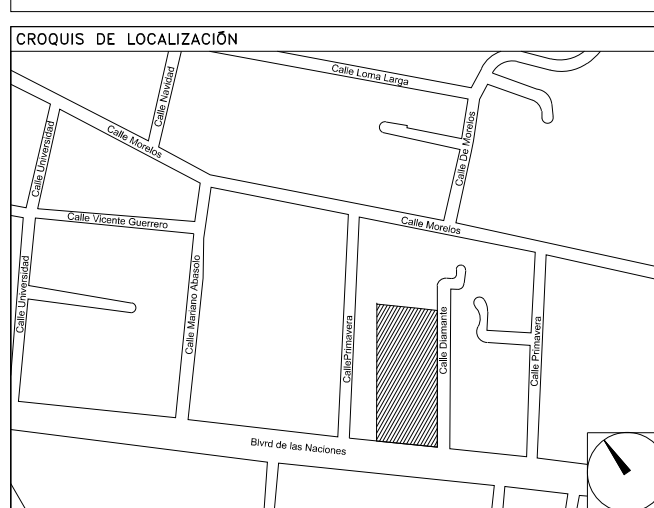 CROQUIS DE LOCALIZACIÓN
Calle Loma Larga
Calle Navidad
Calle Morelos
Calle De Morelos
Calle Universidad
Calle Vicente Guerrero
Calle Morelos
Calle Universidad
Calle Mariano Abasolo
CallePrimavera
Calle Diamante
Calle Primavera
Blvrd de las Naciones